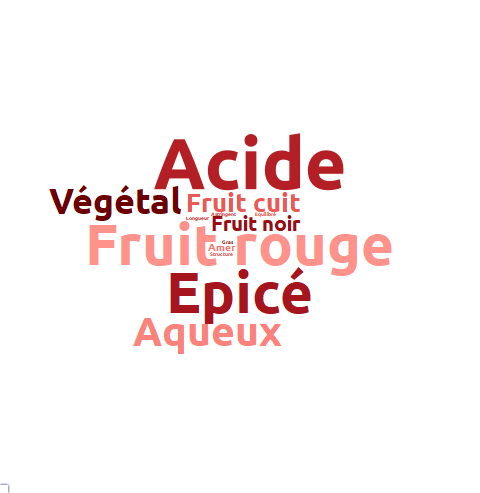 Acide
Végétal
Fruit cuit
Astringent
Equilibré
Longueur
Fruit noir
Fruit rouge
Gras
Amer
Structure
Epicé
Aqueux